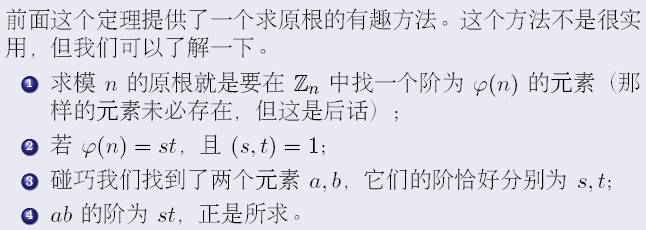 前面这个定理提供了一个求原根的有趣方法。这个方法不是很实
用，但我们可以了解一下。
1 求模 n 的原根就是要在 ℤₙ 中找一个阶为 φ(n) 的元素（那
样的元素未必存在，但这是后话）；
2 若 φ(n) = st，且 (s, t) = 1;
3 碰巧我们找到了两个元素 a, b，它们的阶恰好分别为 s, t;
4 ab 的阶为 st，正是所求。